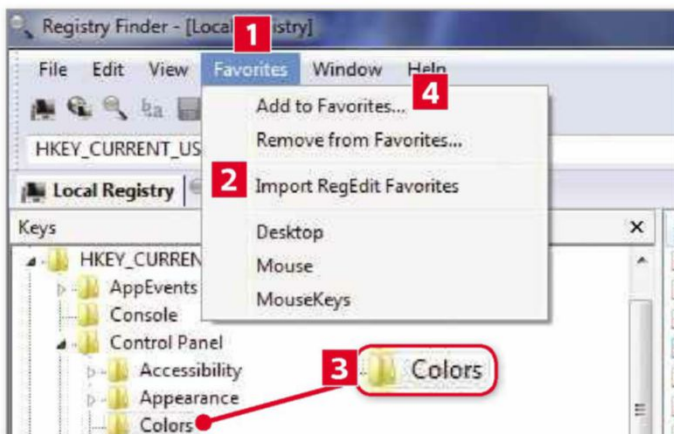 Registry Finder - [Local Registry]
1
File Edit View Favorites Window Help
4
Add to Favorites...
Remove from Favorites...
HKEY_CURRENT_US
2
Import RegEdit Favorites
Local Registry
Keys
Desktop
Mouse
MouseKeys
HKEY_CURREN
AppEvents
Console
Control Panel
Accessibility
3
Colors
Appearance
Colors